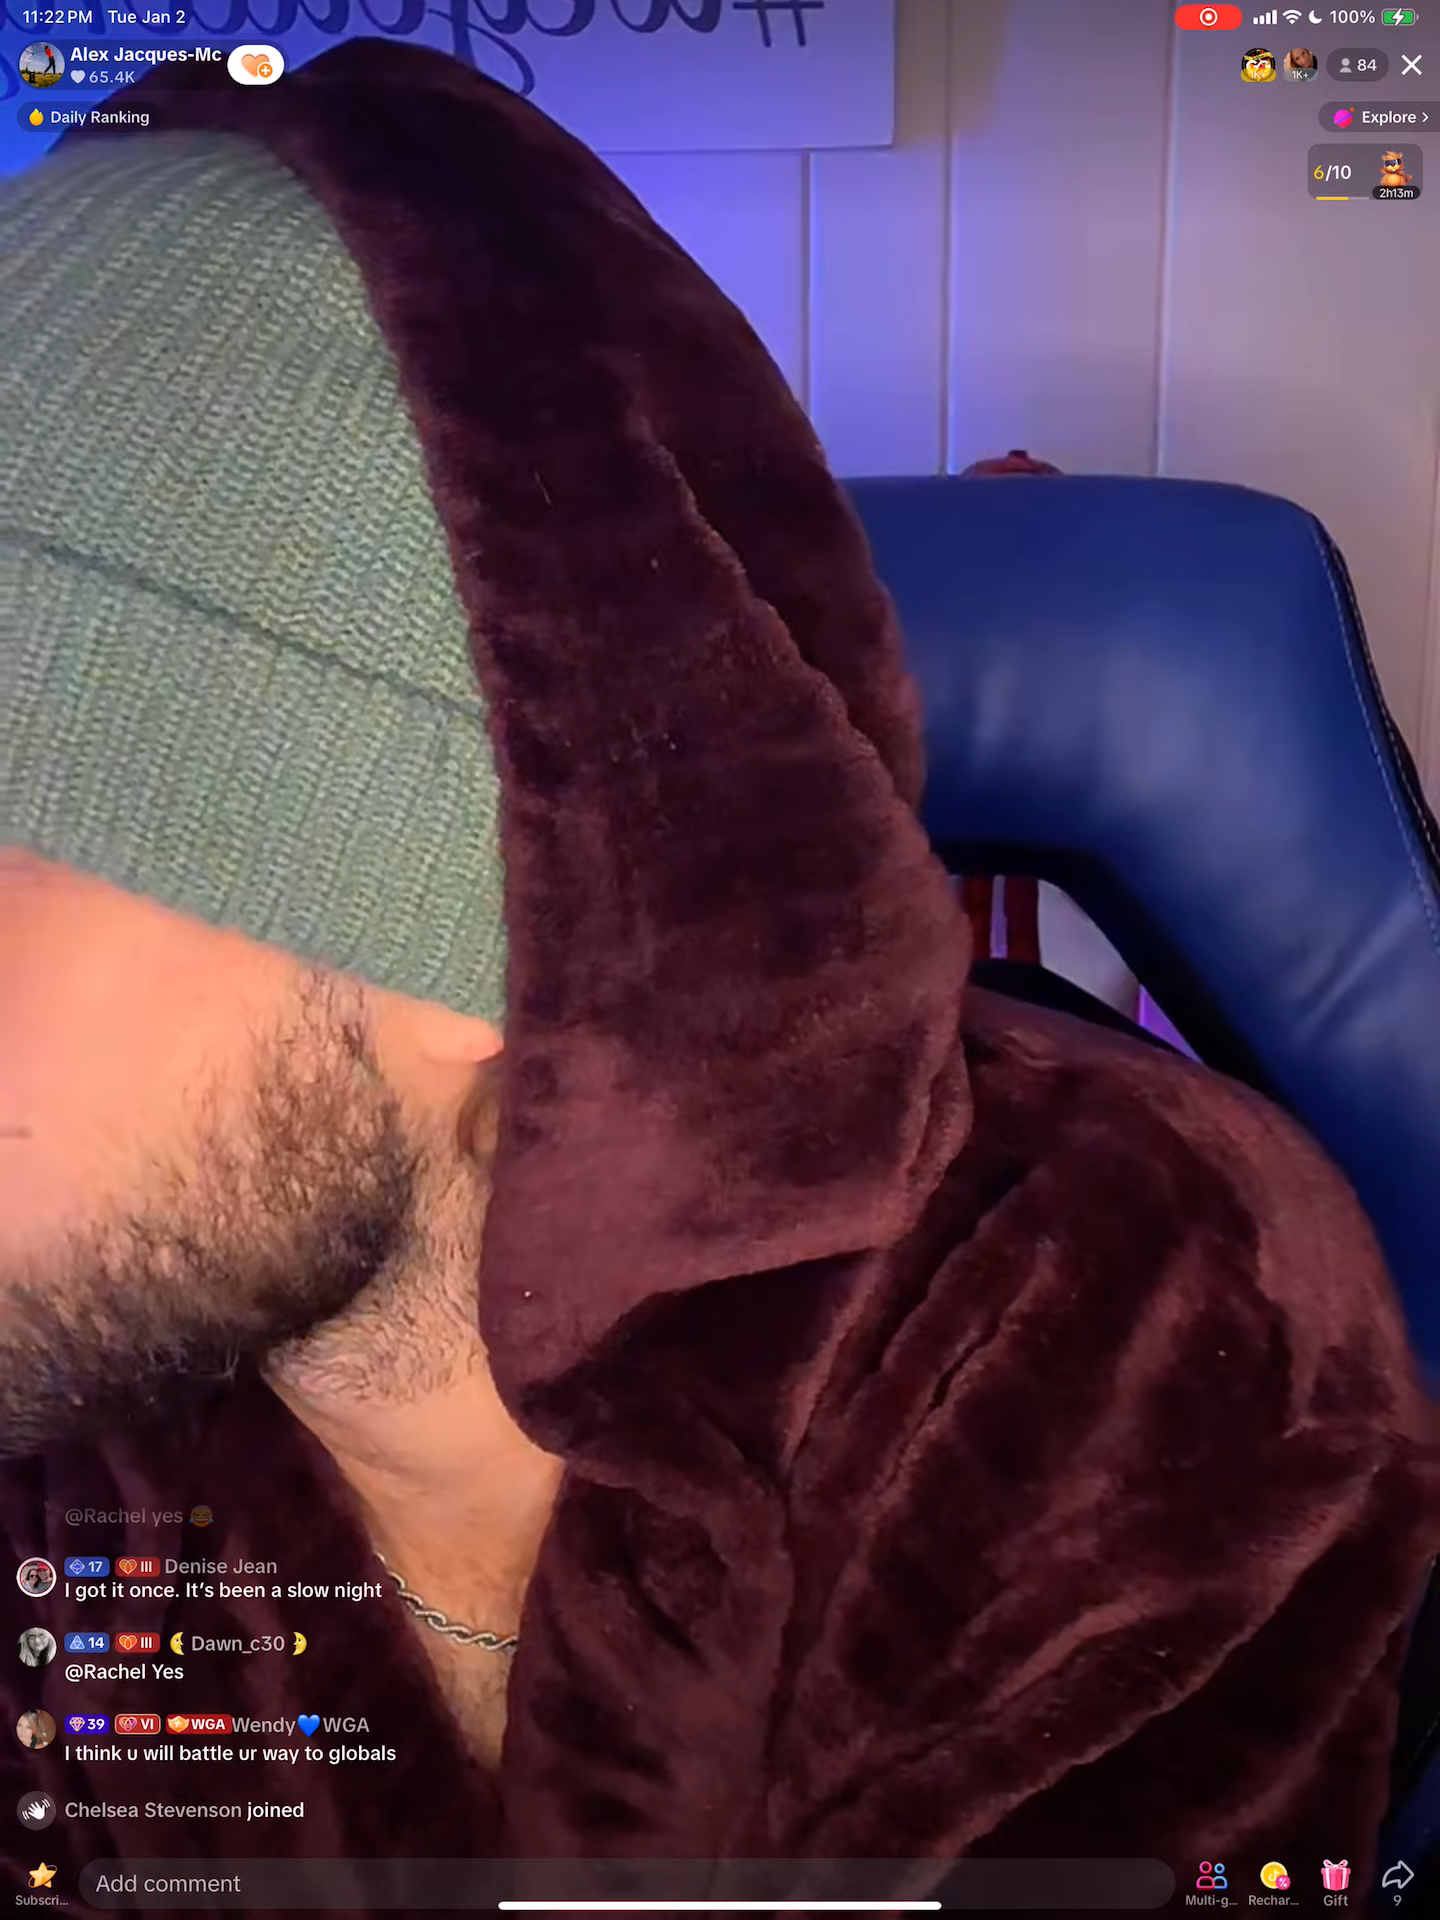 11:22 PM Tue Jan 2
100%
Alex Jacques-Mc
65.4K
1K+
84
Daily Ranking
Explore >
6/10
2h13m
@Rachel yes 😂
17 III Denise Jean
I got it once. It's been a slow night
14 III 🌜 Dawn_c30 🌛
@Rachel Yes
39 VI WGA Wendy💙WGA
I think u will battle ur way to globals
Chelsea Stevenson joined
Add comment
Subscri...
Multi-g...
Rechar...
Gift
9